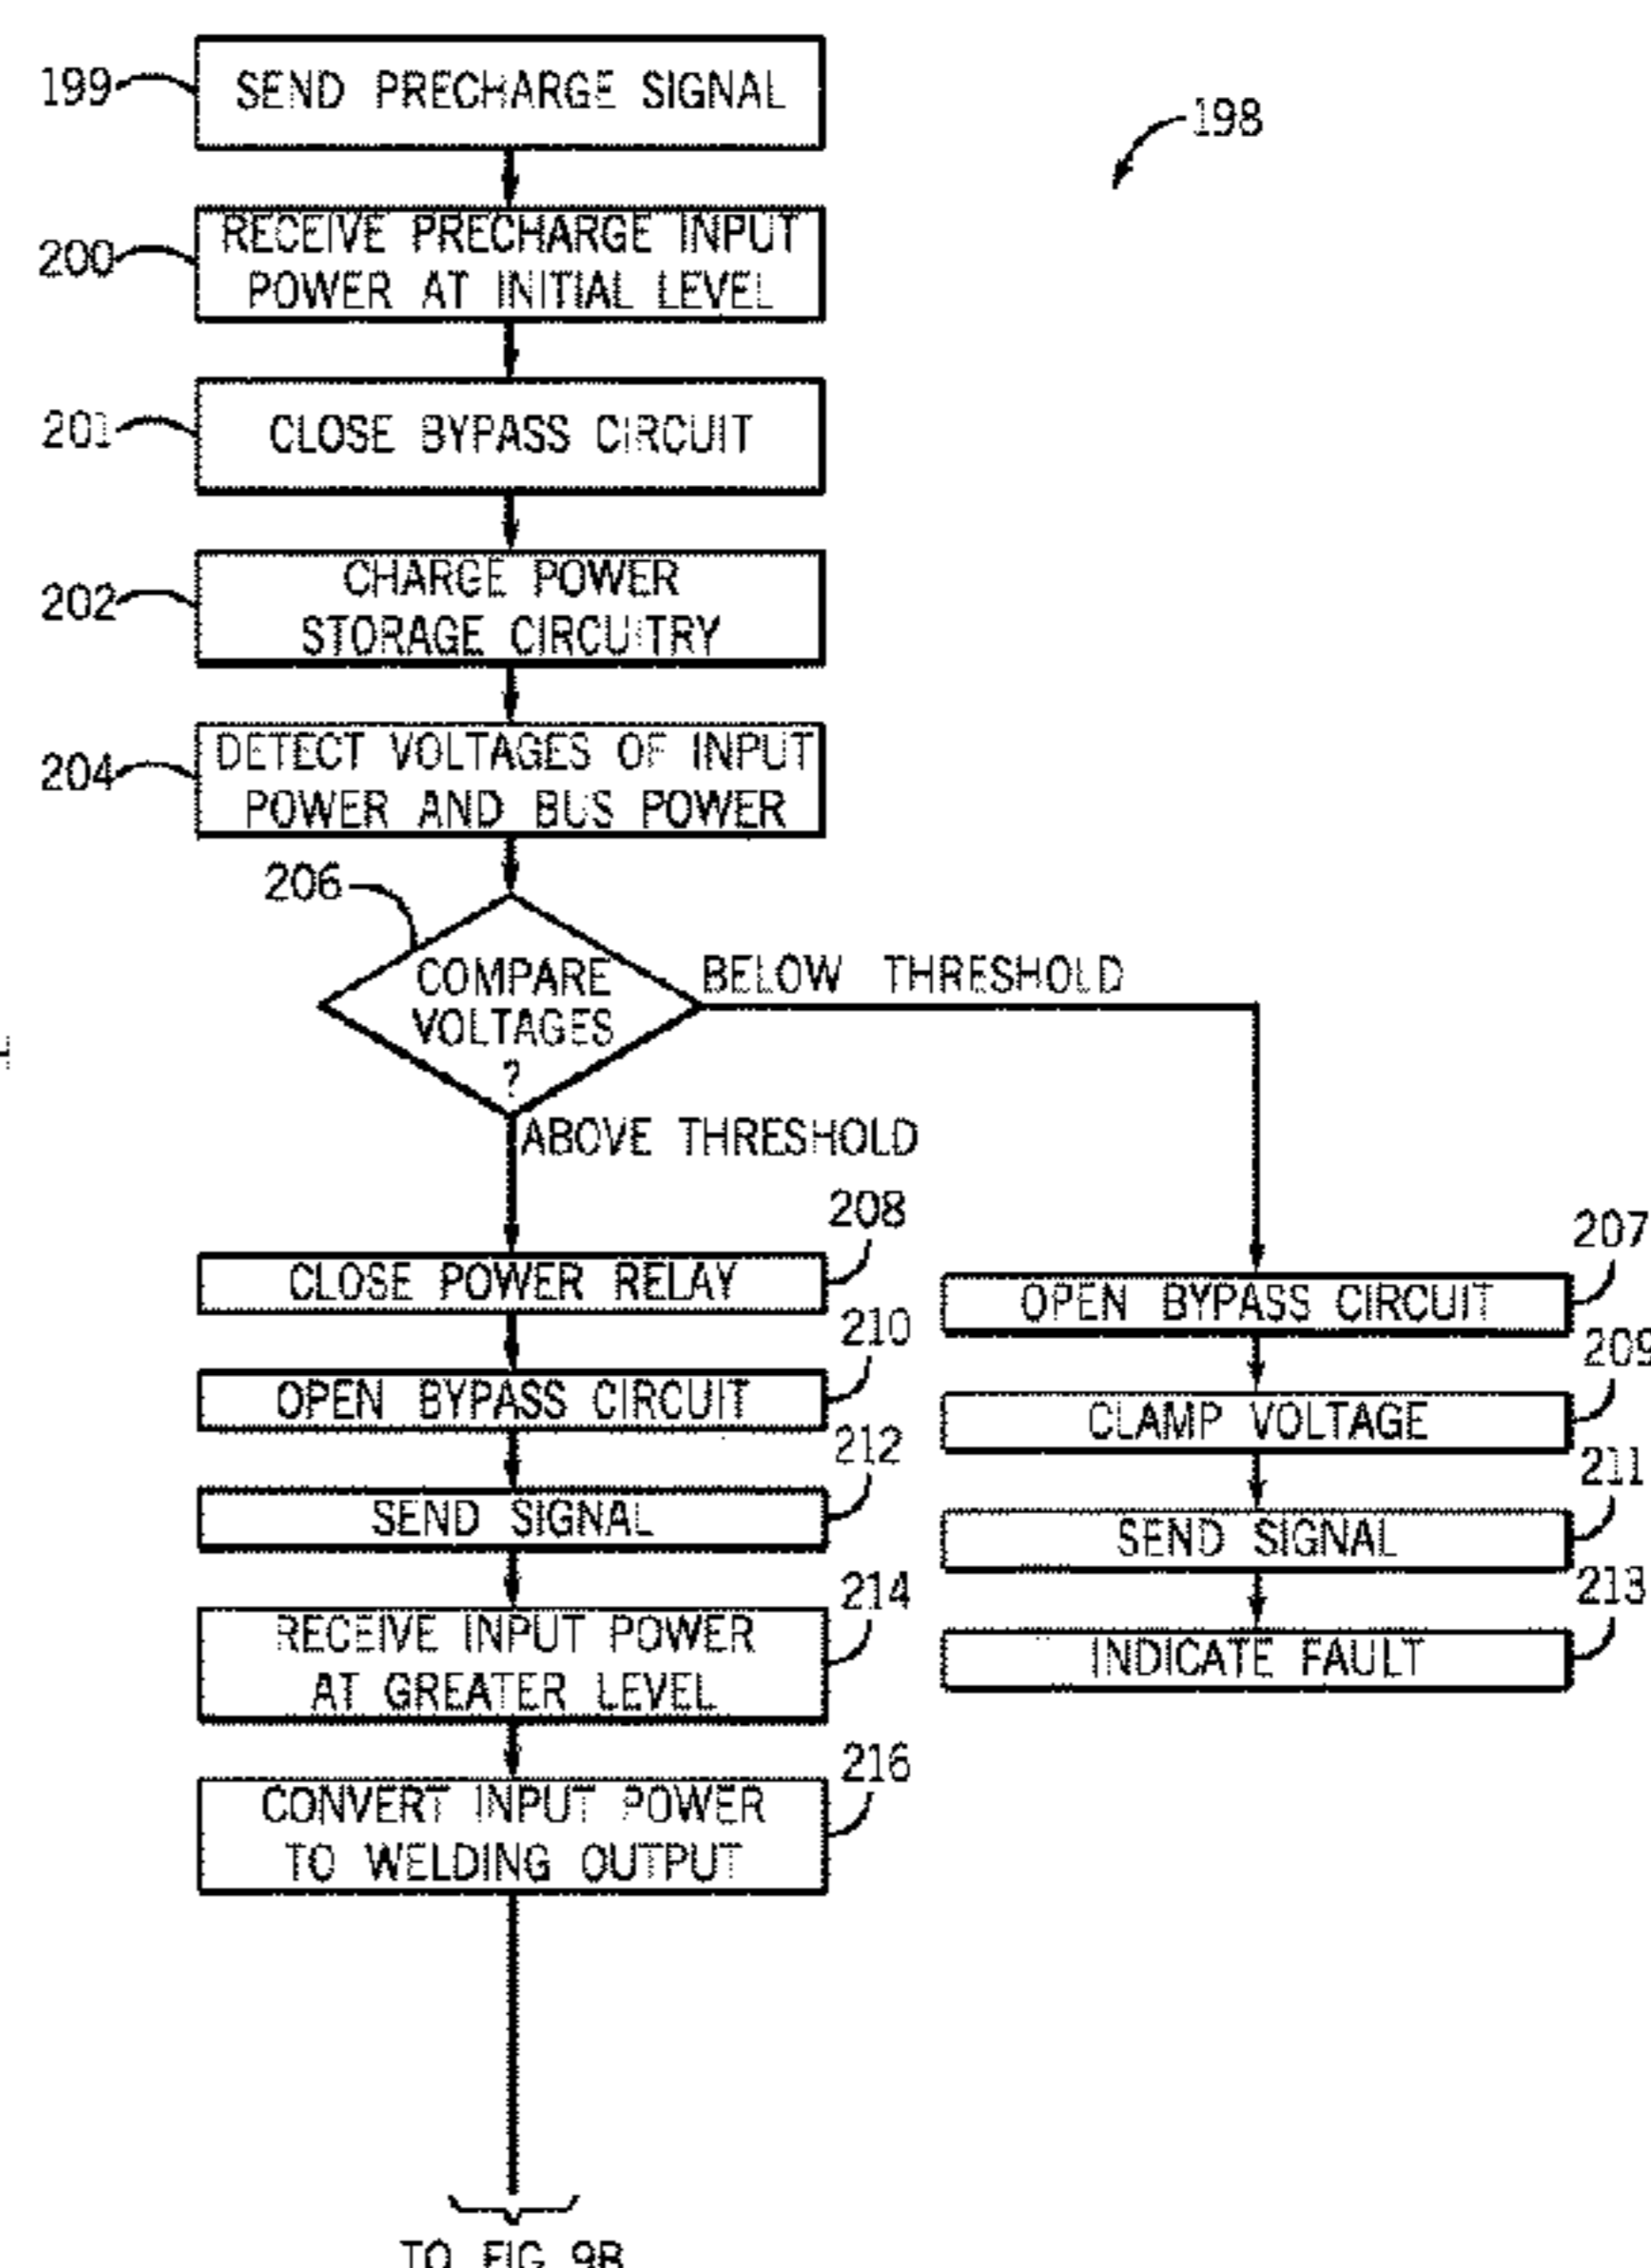 199
SEND PRECHARGE SIGNAL
198
200
RECEIVE PRECHARGE INPUT
POWER AT INITIAL LEVEL
201
CLOSE BYPASS CIRCUIT
202
CHARGE POWER
STORAGE CIRCUITRY
204
DETECT VOLTAGES OF INPUT
POWER AND BUS POWER
206
COMPARE
VOLTAGES
?
BELOW THRESHOLD
ABOVE THRESHOLD
208
CLOSE POWER RELAY
210
OPEN BYPASS CIRCUIT
212
SEND SIGNAL
214
RECEIVE INPUT POWER
AT GREATER LEVEL
216
CONVERT INPUT POWER
TO WELDING OUTPUT
207
OPEN BYPASS CIRCUIT
209
CLAMP VOLTAGE
211
SEND SIGNAL
213
INDICATE FAULT
TO FIG. 9B